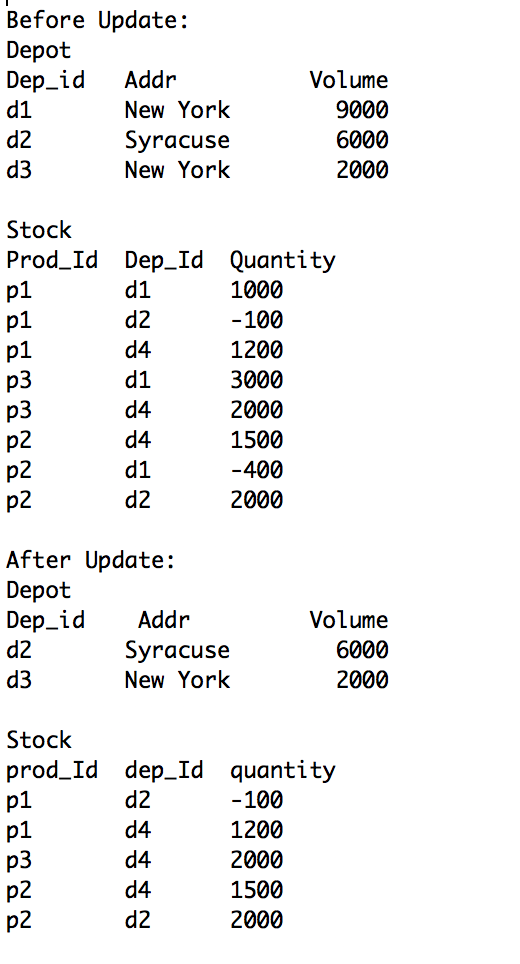 Before Update:
Depot
Dep_id   Addr          Volume
d1       New York        9000
d2       Syracuse        6000
d3       New York        2000

Stock
Prod_Id  Dep_Id  Quantity
p1       d1      1000
p1       d2      -100
p1       d4      1200
p3       d1      3000
p3       d4      2000
p2       d4      1500
p2       d1      -400
p2       d2      2000

After Update:
Depot
Dep_id    Addr         Volume
d2       Syracuse        6000
d3       New York        2000

Stock
prod_Id  dep_Id  quantity
p1       d2      -100
p1       d4      1200
p3       d4      2000
p2       d4      1500
p2       d2      2000